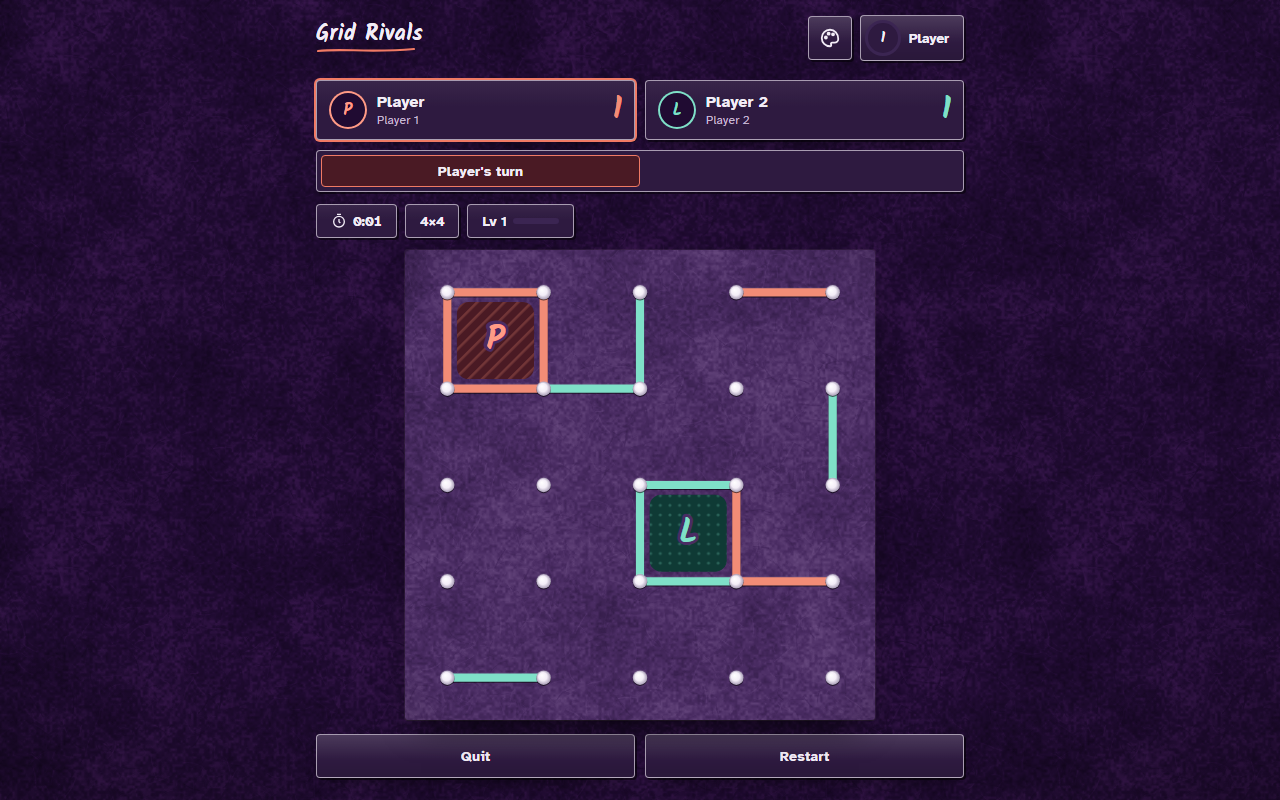 Grid Rivals
1 Player
P Player 1
Player 1
L Player 2 1
Player 2
Player's turn
0:01 4×4 Lv 1
P
L
Quit Restart